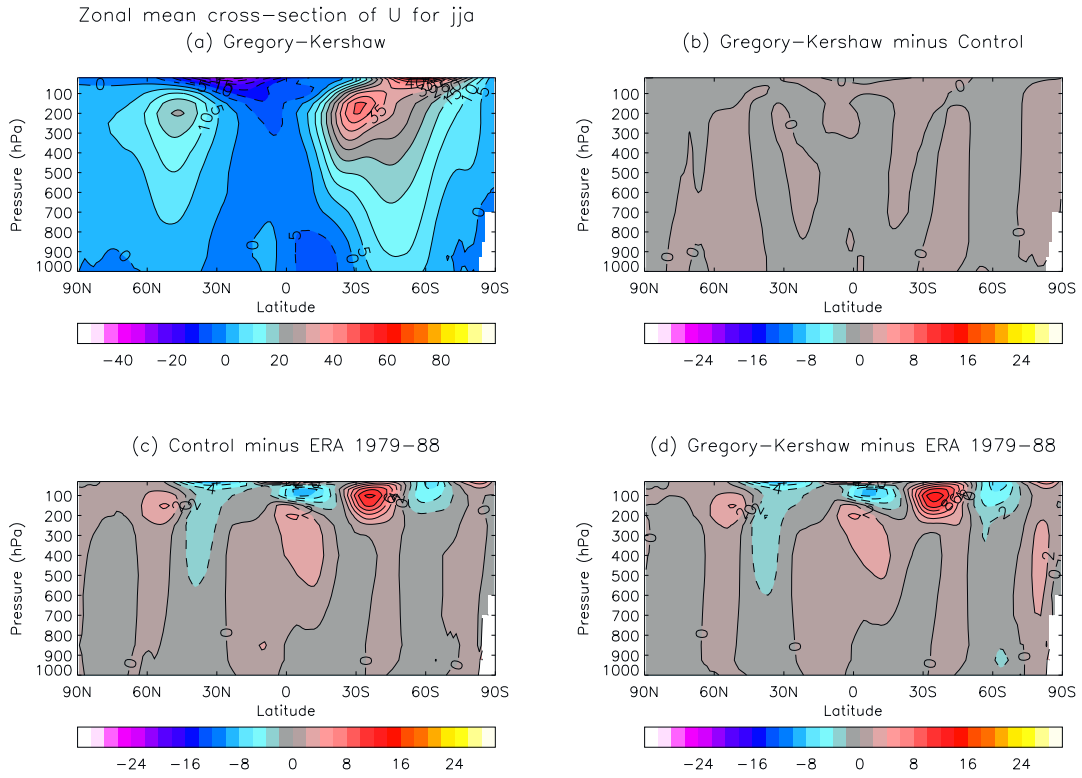 Zonal mean cross-section of U for jja
(a) Gregory-Kershaw
(b) Gregory-Kershaw minus Control
Pressure (hPa)
100
200
300
400
500
600
700
800
900
1000
90N 60N 30N 0 30S 60S 90S
Latitude
-40 -20 0 20 40 60 80
Pressure (hPa)
100
200
300
400
500
600
700
800
900
1000
90N 60N 30N 0 30S 60S 90S
Latitude
-24 -16 -8 0 8 16 24
(c) Control minus ERA 1979-88
(d) Gregory-Kershaw minus ERA 1979-88
Pressure (hPa)
100
200
300
400
500
600
700
800
900
1000
90N 60N 30N 0 30S 60S 90S
Latitude
-24 -16 -8 0 8 16 24
Pressure (hPa)
100
200
300
400
500
600
700
800
900
1000
90N 60N 30N 0 30S 60S 90S
Latitude
-24 -16 -8 0 8 16 24